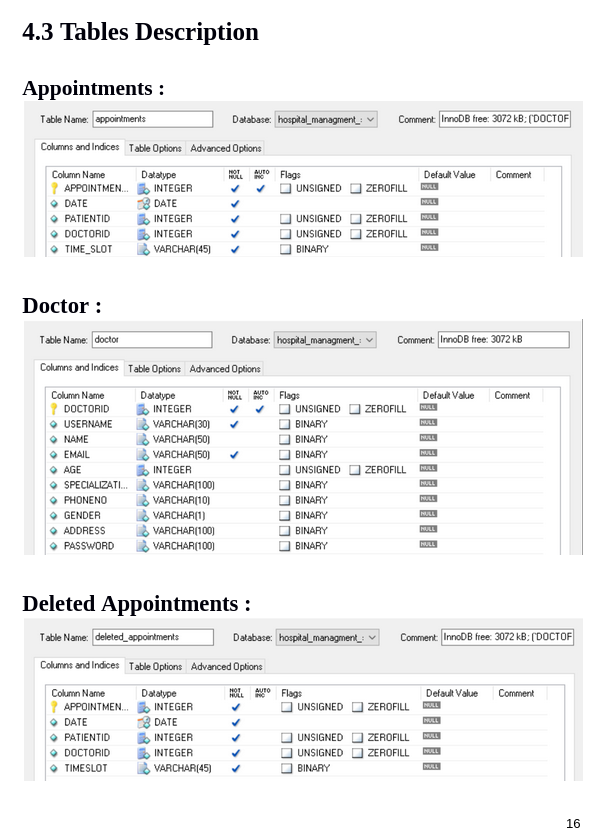 4.3 Tables Description
Appointments :
Table Name: appointments Database: hospital_managment_: Comment: InnoDB free: 3072 kB; ('DOCTOF
Columns and Indices Table Options Advanced Options
Column Name Datatype NOT NULL AUTO INC Flags Default Value Comment
APPOINTMEN... INTEGER UNSIGNED ZEROFILL NULL
DATE DATE NULL
PATIENTID INTEGER UNSIGNED ZEROFILL NULL
DOCTORID INTEGER UNSIGNED ZEROFILL NULL
TIME_SLOT VARCHAR(45) BINARY NULL
Doctor :
Table Name: doctor Database: hospital_managment_: Comment: InnoDB free: 3072 kB
Columns and Indices Table Options Advanced Options
Column Name Datatype NOT NULL AUTO INC Flags Default Value Comment
DOCTORID INTEGER UNSIGNED ZEROFILL NULL
USERNAME VARCHAR(30) BINARY NULL
NAME VARCHAR(50) BINARY NULL
EMAIL VARCHAR(50) BINARY NULL
AGE INTEGER UNSIGNED ZEROFILL NULL
SPECIALIZATI... VARCHAR(100) BINARY NULL
PHONENO VARCHAR(10) BINARY NULL
GENDER VARCHAR(1) BINARY NULL
ADDRESS VARCHAR(100) BINARY NULL
PASSWORD VARCHAR(100) BINARY NULL
Deleted Appointments :
Table Name: deleted_appointments Database: hospital_managment_: Comment: InnoDB free: 3072 kB; ('DOCTOF
Columns and Indices Table Options Advanced Options
Column Name Datatype NOT NULL AUTO INC Flags Default Value Comment
APPOINTMEN... INTEGER UNSIGNED ZEROFILL NULL
DATE DATE NULL
PATIENTID INTEGER UNSIGNED ZEROFILL NULL
DOCTORID INTEGER UNSIGNED ZEROFILL NULL
TIMESLOT VARCHAR(45) BINARY NULL
16